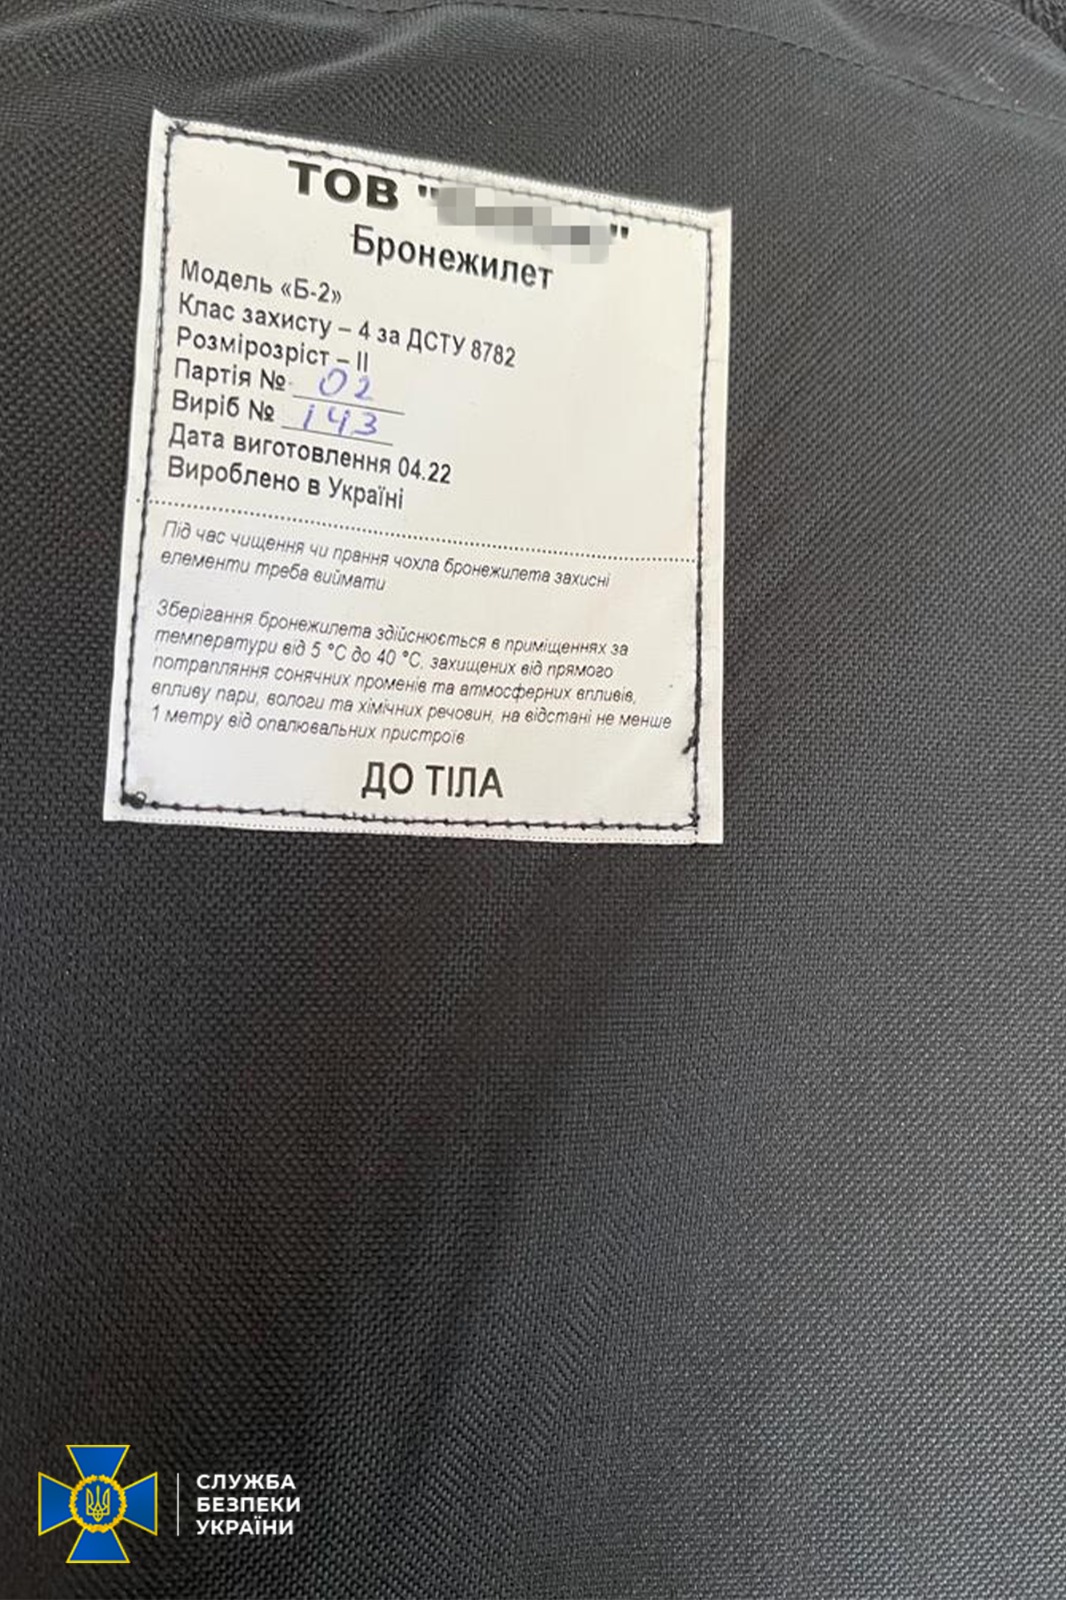 ТОВ " "
Бронежилет
Модель «Б-2»
Клас захисту – 4 за ДСТУ 8782
Розмірозріст – II
Партія № 02
Виріб № 143
Дата виготовлення 04.22
Вироблено в Україні
Під час чищення чи прання чохла бронежилета захисні
елементи треба виймати
Зберігання бронежилета здійснюється в приміщеннях за
температури від 5 °С до 40 °С, захищених від прямого
потрапляння сонячних променів та атмосферних впливів,
впливу пари, вологи та хімічних речовин, на відстані не менше
1 метру від опалювальних пристроїв
ДО ТІЛА
СЛУЖБА
БЕЗПЕКИ
УКРАЇНИ